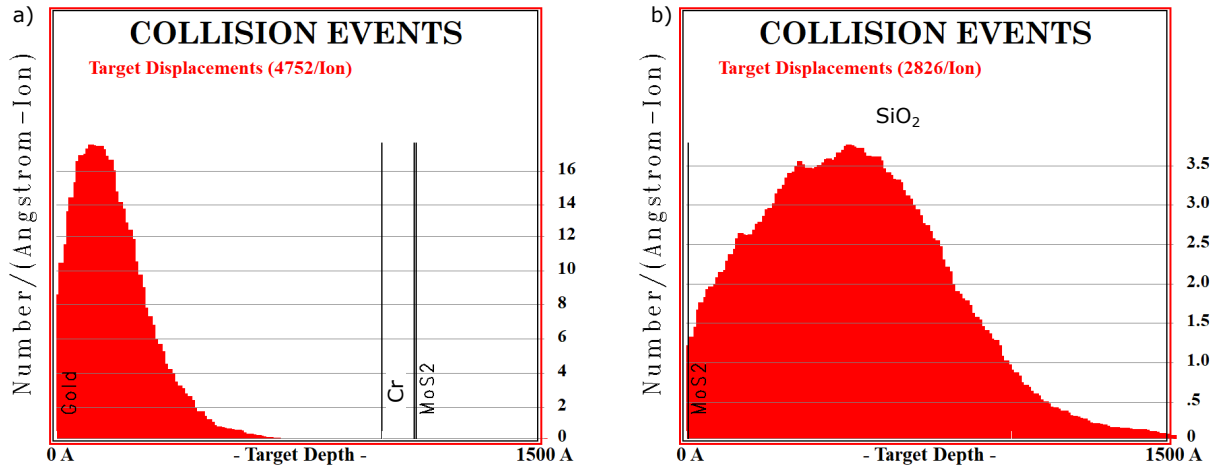 a)
COLLISION EVENTS
Target Displacements (4752/Ion)
Number/(Angstrom-Ion)
16
14
12
10
8
6
4
2
0
Gold
Cr
MoS2
0 A
- Target Depth -
1500 A
b)
COLLISION EVENTS
Target Displacements (2826/Ion)
SiO₂
Number/(Angstrom-Ion)
3.5
3.0
2.5
2.0
1.5
1.0
.5
0
MoS2
0 A
- Target Depth -
1500 A